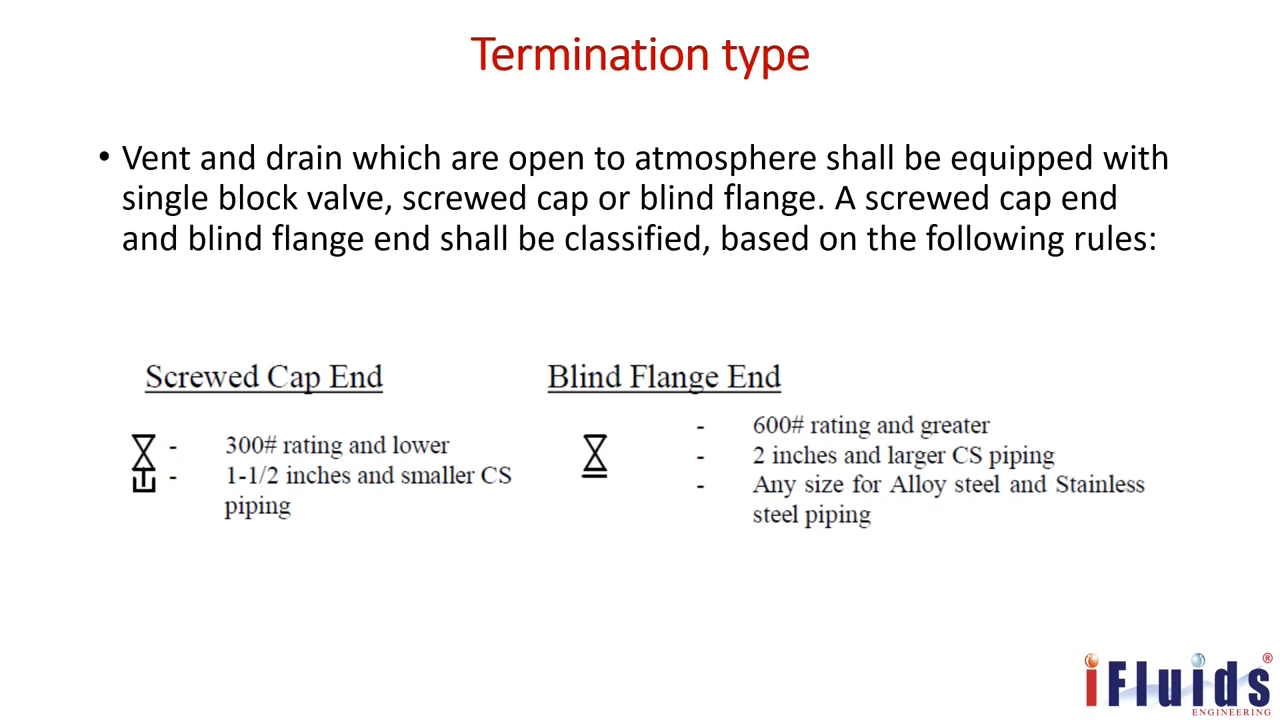 Termination type
• Vent and drain which are open to atmosphere shall be equipped with
single block valve, screwed cap or blind flange. A screwed cap end
and blind flange end shall be classified, based on the following rules:
Screwed Cap End
- 300# rating and lower
- 1-1/2 inches and smaller CS
piping
Blind Flange End
- 600# rating and greater
- 2 inches and larger CS piping
- Any size for Alloy steel and Stainless
steel piping
iFluids®
ENGINEERING